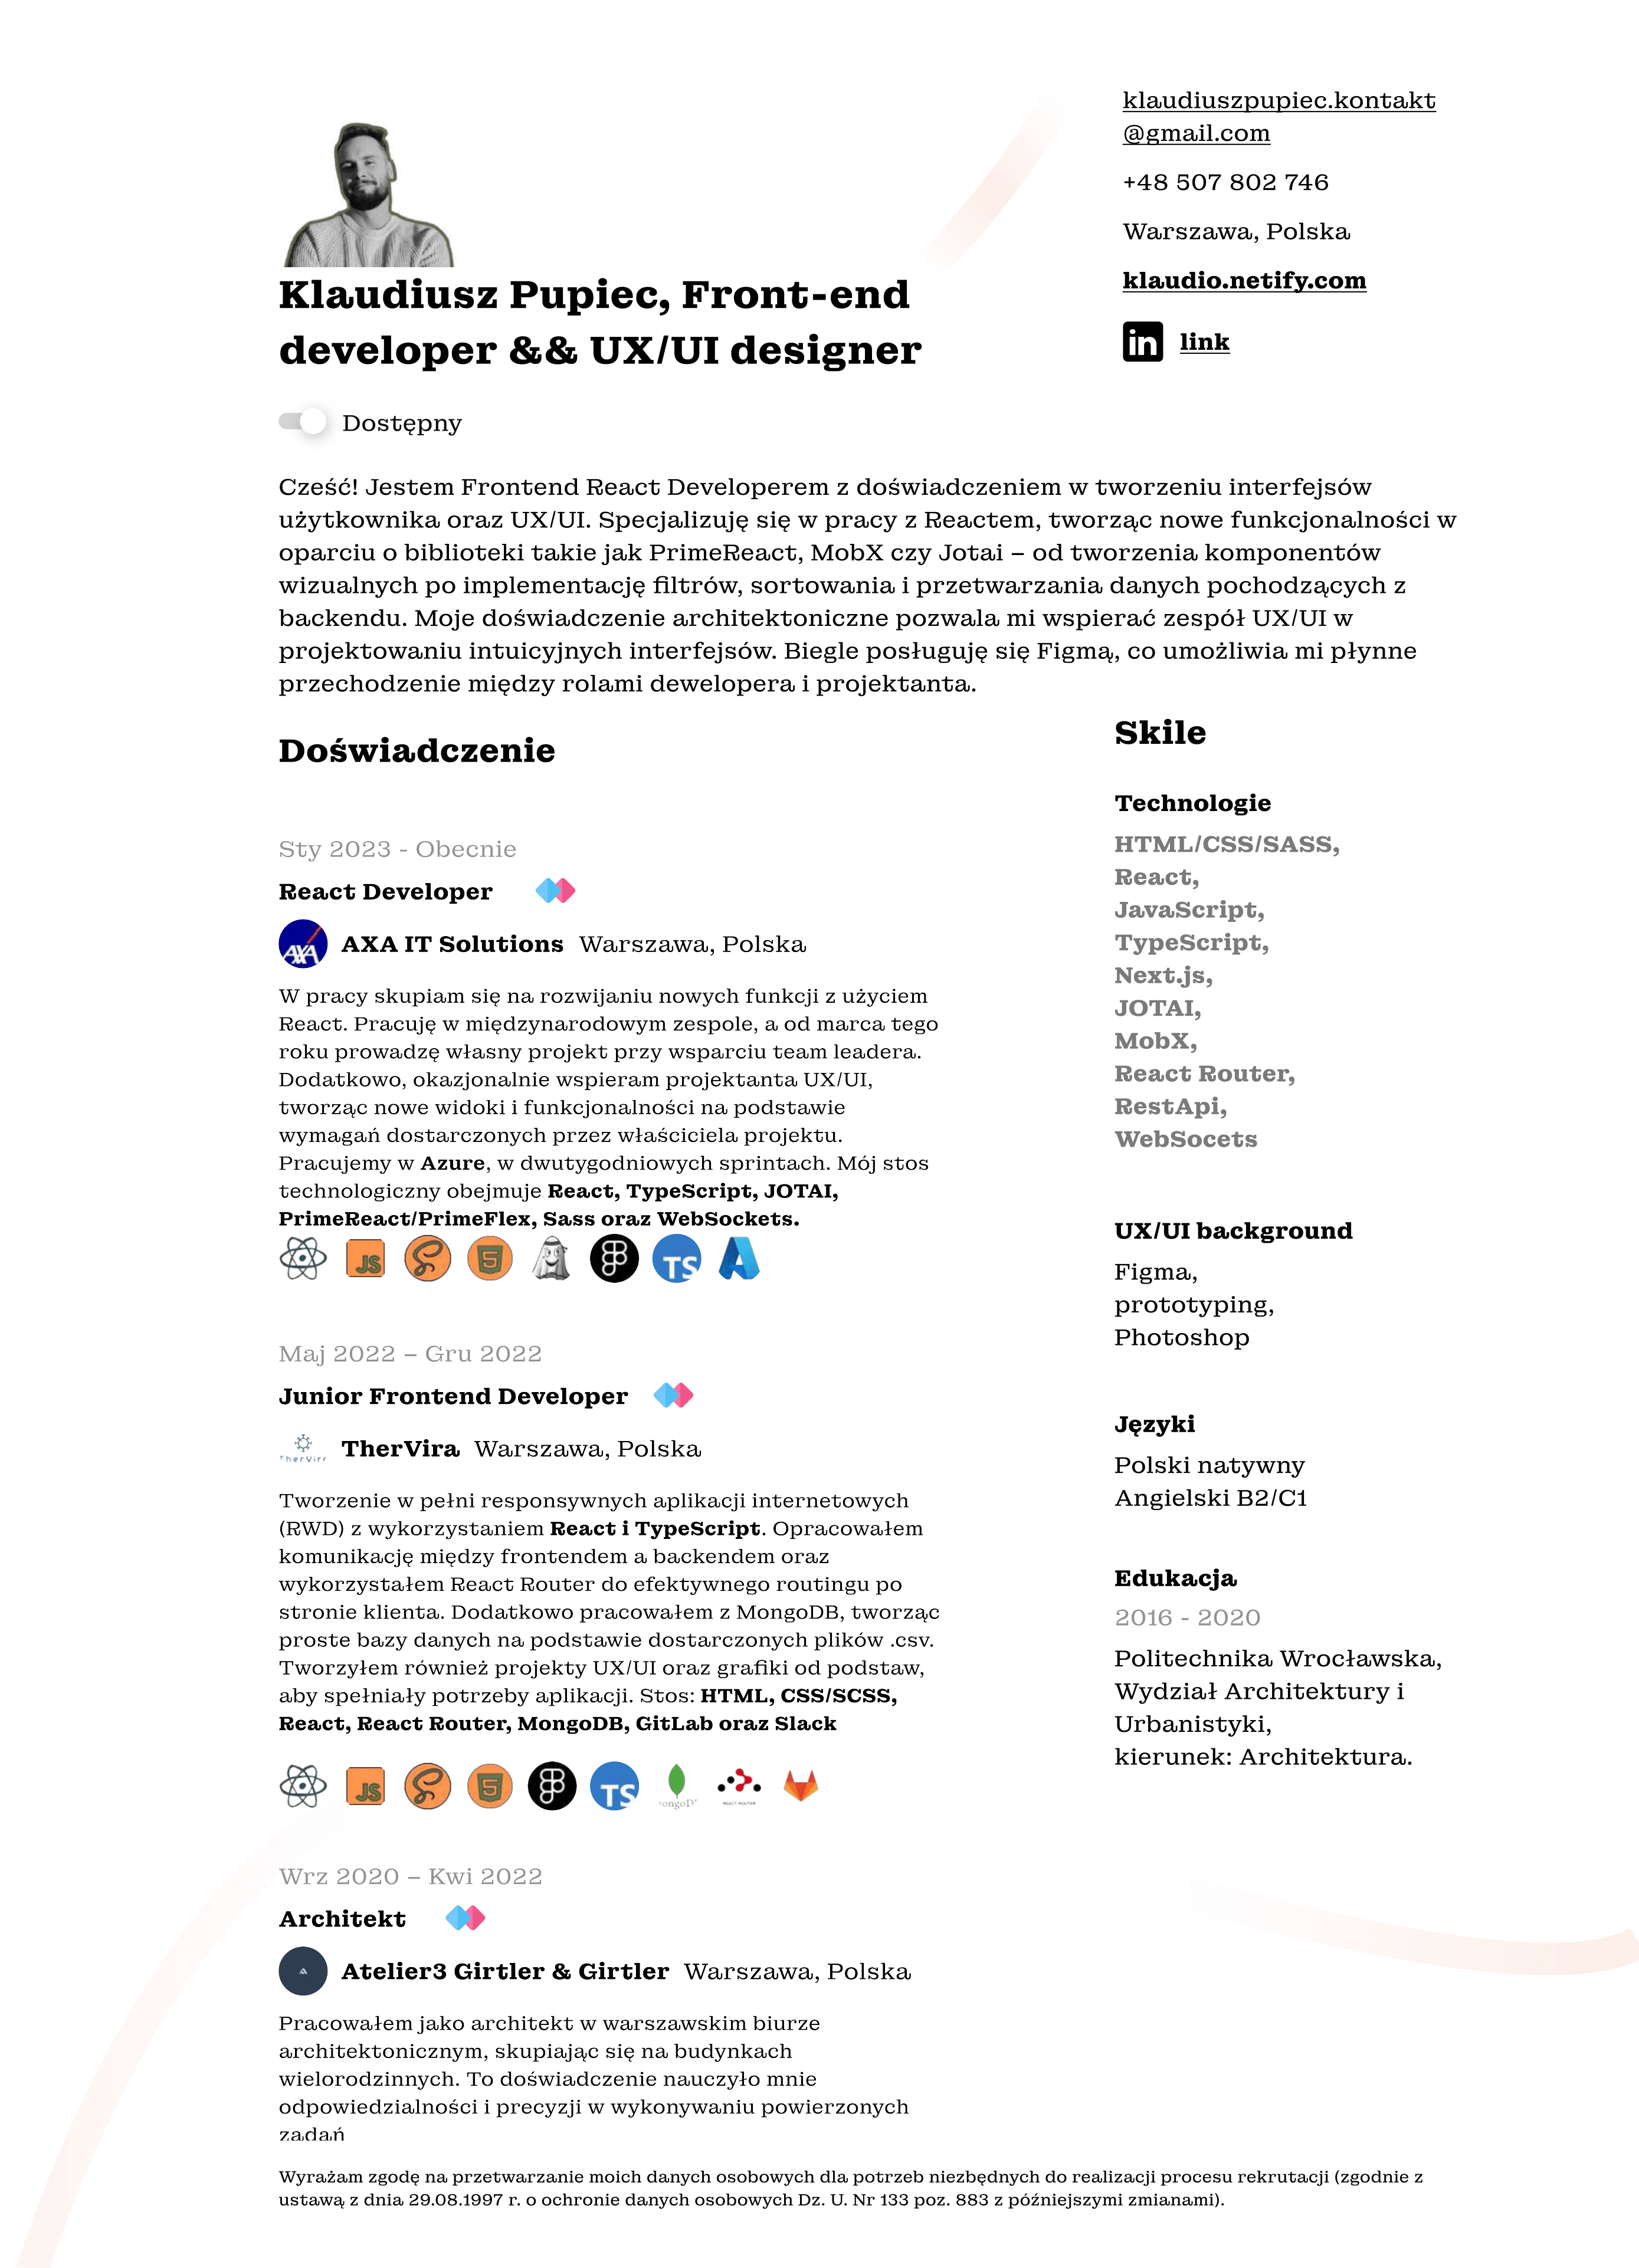 klaudiuszpupiec.kontakt
@gmail.com
+48 507 802 746
Warszawa, Polska
klaudio.netify.com
link
Klaudiusz Pupiec, Front-end
developer && UX/UI designer
Dostępny
Cześć! Jestem Frontend React Developerem z doświadczeniem w tworzeniu interfejsów
użytkownika oraz UX/UI. Specjalizuję się w pracy z Reactem, tworząc nowe funkcjonalności w
oparciu o biblioteki takie jak PrimeReact, MobX czy Jotai – od tworzenia komponentów
wizualnych po implementację filtrów, sortowania i przetwarzania danych pochodzących z
backendu. Moje doświadczenie architektoniczne pozwala mi wspierać zespół UX/UI w
projektowaniu intuicyjnych interfejsów. Biegle posługuję się Figmą, co umożliwia mi płynne
przechodzenie między rolami dewelopera i projektanta.
Doświadczenie
Sty 2023 - Obecnie
React Developer
AXA
AXA IT Solutions Warszawa, Polska
W pracy skupiam się na rozwijaniu nowych funkcji z użyciem
React. Pracuję w międzynarodowym zespole, a od marca tego
roku prowadzę własny projekt przy wsparciu team leadera.
Dodatkowo, okazjonalnie wspieram projektanta UX/UI,
tworząc nowe widoki i funkcjonalności na podstawie
wymagań dostarczonych przez właściciela projektu.
Pracujemy w Azure, w dwutygodniowych sprintach. Mój stos
technologiczny obejmuje React, TypeScript, JOTAI,
PrimeReact/PrimeFlex, Sass oraz WebSockets.
JS TS
Maj 2022 – Gru 2022
Junior Frontend Developer
TherVira Warszawa, Polska
Tworzenie w pełni responsywnych aplikacji internetowych
(RWD) z wykorzystaniem React i TypeScript. Opracowałem
komunikację między frontendem a backendem oraz
wykorzystałem React Router do efektywnego routingu po
stronie klienta. Dodatkowo pracowałem z MongoDB, tworząc
proste bazy danych na podstawie dostarczonych plików .csv.
Tworzyłem również projekty UX/UI oraz grafiki od podstaw,
aby spełniały potrzeby aplikacji. Stos: HTML, CSS/SCSS,
React, React Router, MongoDB, GitLab oraz Slack
JS TS REACT ROUTER
Wrz 2020 – Kwi 2022
Architekt
Atelier3 Girtler & Girtler Warszawa, Polska
Pracowałem jako architekt w warszawskim biurze
architektonicznym, skupiając się na budynkach
wielorodzinnych. To doświadczenie nauczyło mnie
odpowiedzialności i precyzji w wykonywaniu powierzonych
zadań
Skile
Technologie
HTML/CSS/SASS,
React,
JavaScript,
TypeScript,
Next.js,
JOTAI,
MobX,
React Router,
RestApi,
WebSocets
UX/UI background
Figma,
prototyping,
Photoshop
Języki
Polski natywny
Angielski B2/C1
Edukacja
2016 - 2020
Politechnika Wrocławska,
Wydział Architektury i
Urbanistyki,
kierunek: Architektura.
Wyrażam zgodę na przetwarzanie moich danych osobowych dla potrzeb niezbędnych do realizacji procesu rekrutacji (zgodnie z
ustawą z dnia 29.08.1997 r. o ochronie danych osobowych Dz. U. Nr 133 poz. 883 z późniejszymi zmianami).